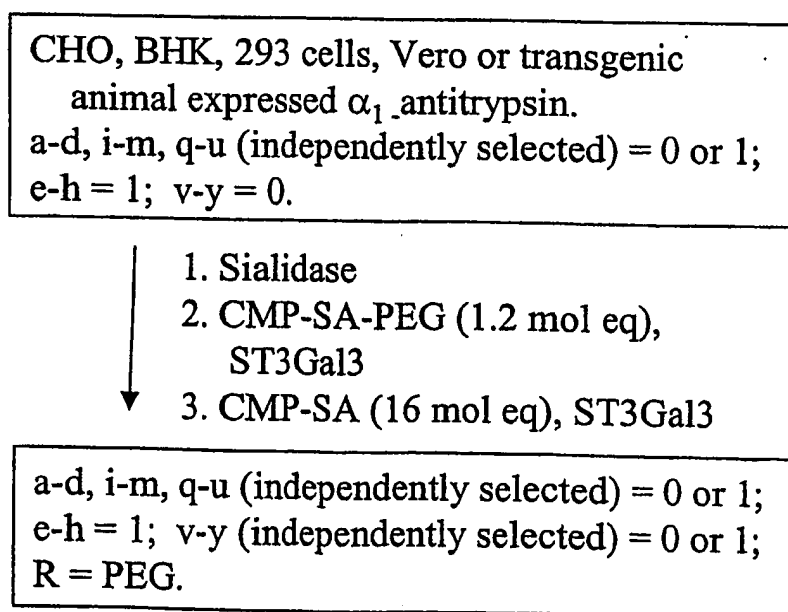 CHO, BHK, 293 cells, Vero or transgenic
animal expressed α₁-antitrypsin.
a-d, i-m, q-u (independently selected) = 0 or 1;
e-h = 1; v-y = 0.
1. Sialidase
2. CMP-SA-PEG (1.2 mol eq),
ST3Gal3
3. CMP-SA (16 mol eq), ST3Gal3
a-d, i-m, q-u (independently selected) = 0 or 1;
e-h = 1; v-y (independently selected) = 0 or 1;
R = PEG.